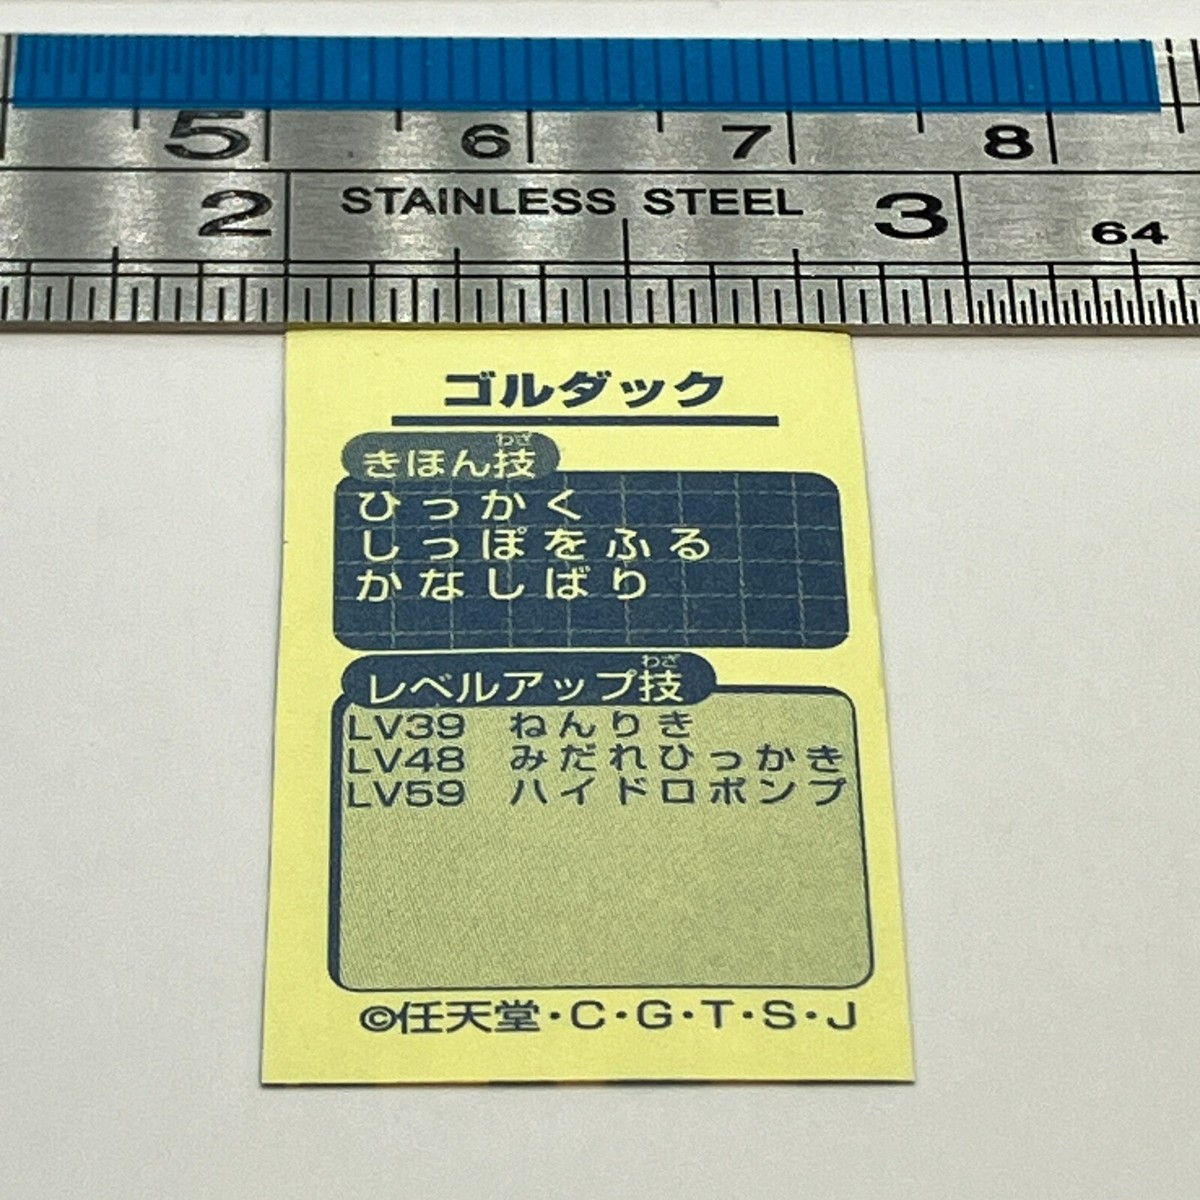 5 6 7 8
2 STAINLESS STEEL 3 64
ゴルダック
わざ
きほん技
ひっかく
しっぽをふる
かなしばり
わざ
レベルアップ技
LV39 ねんりき
LV48 みだれひっかき
LV59 ハイドロポンプ
©任天堂・C・G・T・S・J